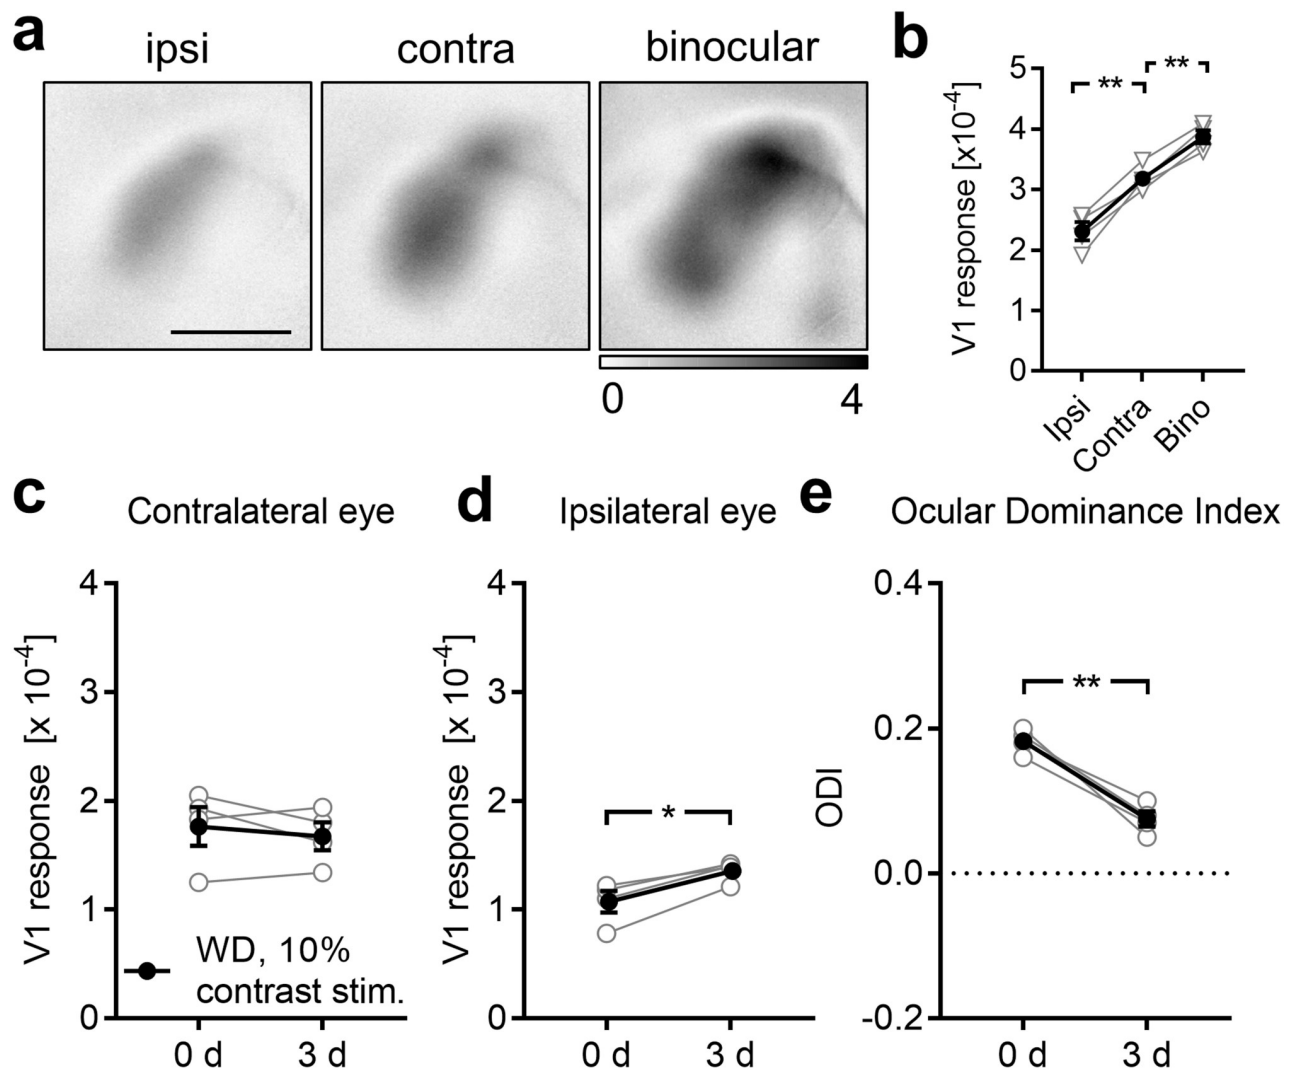 a
ipsi
contra
binocular
0
4
b
V1 response [x10-4]
5
4
3
2
1
0
**
**
Ipsi
Contra
Bino
c
Contralateral eye
V1 response [x 10-4]
4
3
2
1
0
WD, 10%
contrast stim.
0 d
3 d
d
Ipsilateral eye
V1 response [x 10-4]
4
3
2
1
0
*
0 d
3 d
e
Ocular Dominance Index
ODI
0.4
0.2
0.0
-0.2
**
0 d
3 d